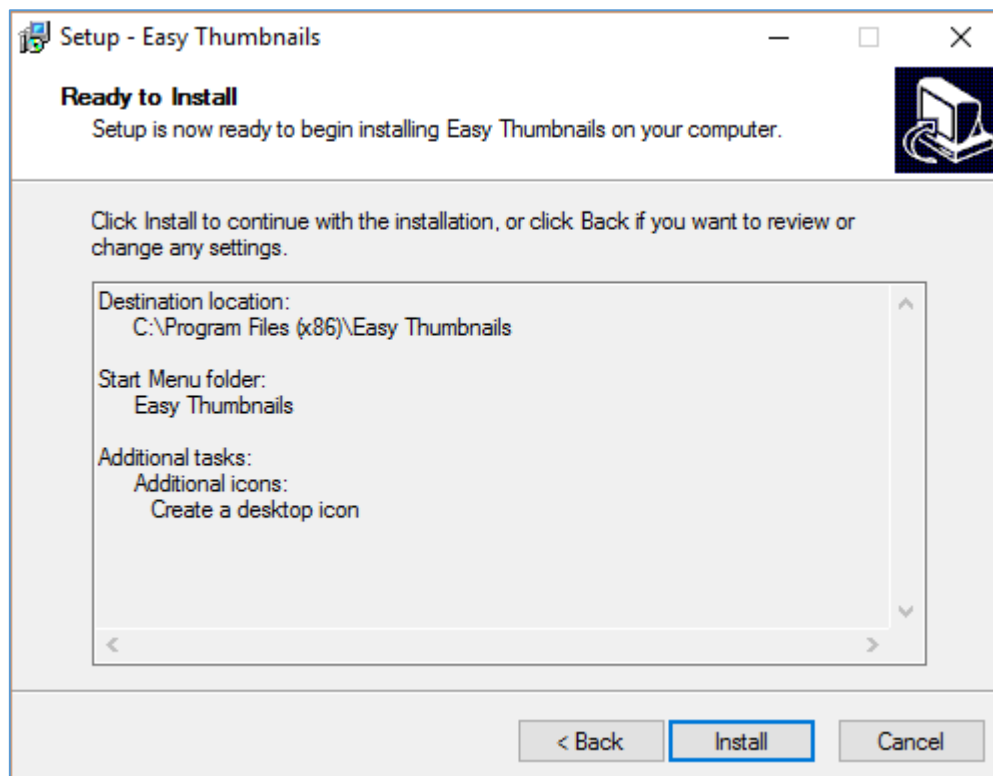 Setup - Easy Thumbnails
Ready to Install
Setup is now ready to begin installing Easy Thumbnails on your computer.
Click Install to continue with the installation, or click Back if you want to review or
change any settings.
Destination location:
C:\Program Files (x86)\Easy Thumbnails
Start Menu folder:
Easy Thumbnails
Additional tasks:
Additional icons:
Create a desktop icon
< Back
Install
Cancel